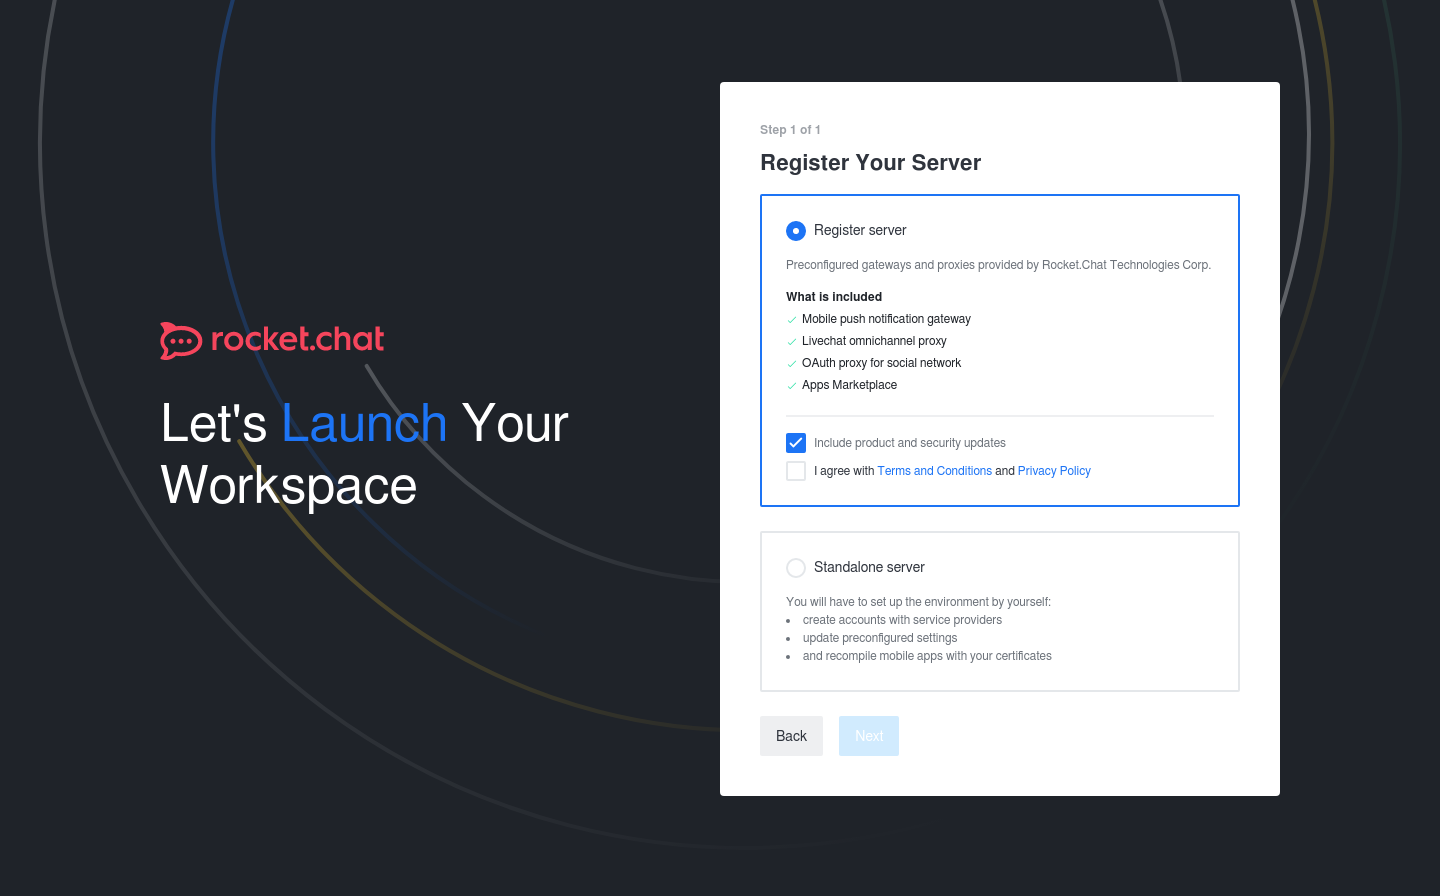 rocket.chat
Let's Launch Your
Workspace
Step 1 of 1
Register Your Server
Register server
Preconfigured gateways and proxies provided by Rocket.Chat Technologies Corp.
What is included
Mobile push notification gateway
Livechat omnichannel proxy
OAuth proxy for social network
Apps Marketplace
Include product and security updates
I agree with Terms and Conditions and Privacy Policy
Standalone server
You will have to set up the environment by yourself:
create accounts with service providers
update preconfigured settings
and recompile mobile apps with your certificates
Back
Next